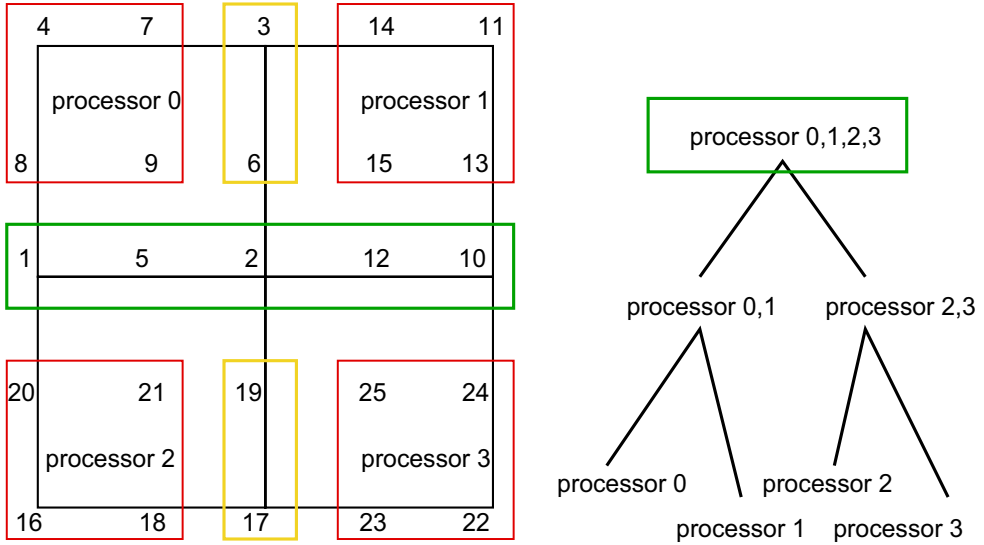 4 7 3 14 11
processor 0 processor 1
8 9 6 15 13
1 5 2 12 10
20 21 19 25 24
processor 2 processor 3
16 18 17 23 22
processor 0,1,2,3
processor 0,1 processor 2,3
processor 0 processor 2
processor 1 processor 3